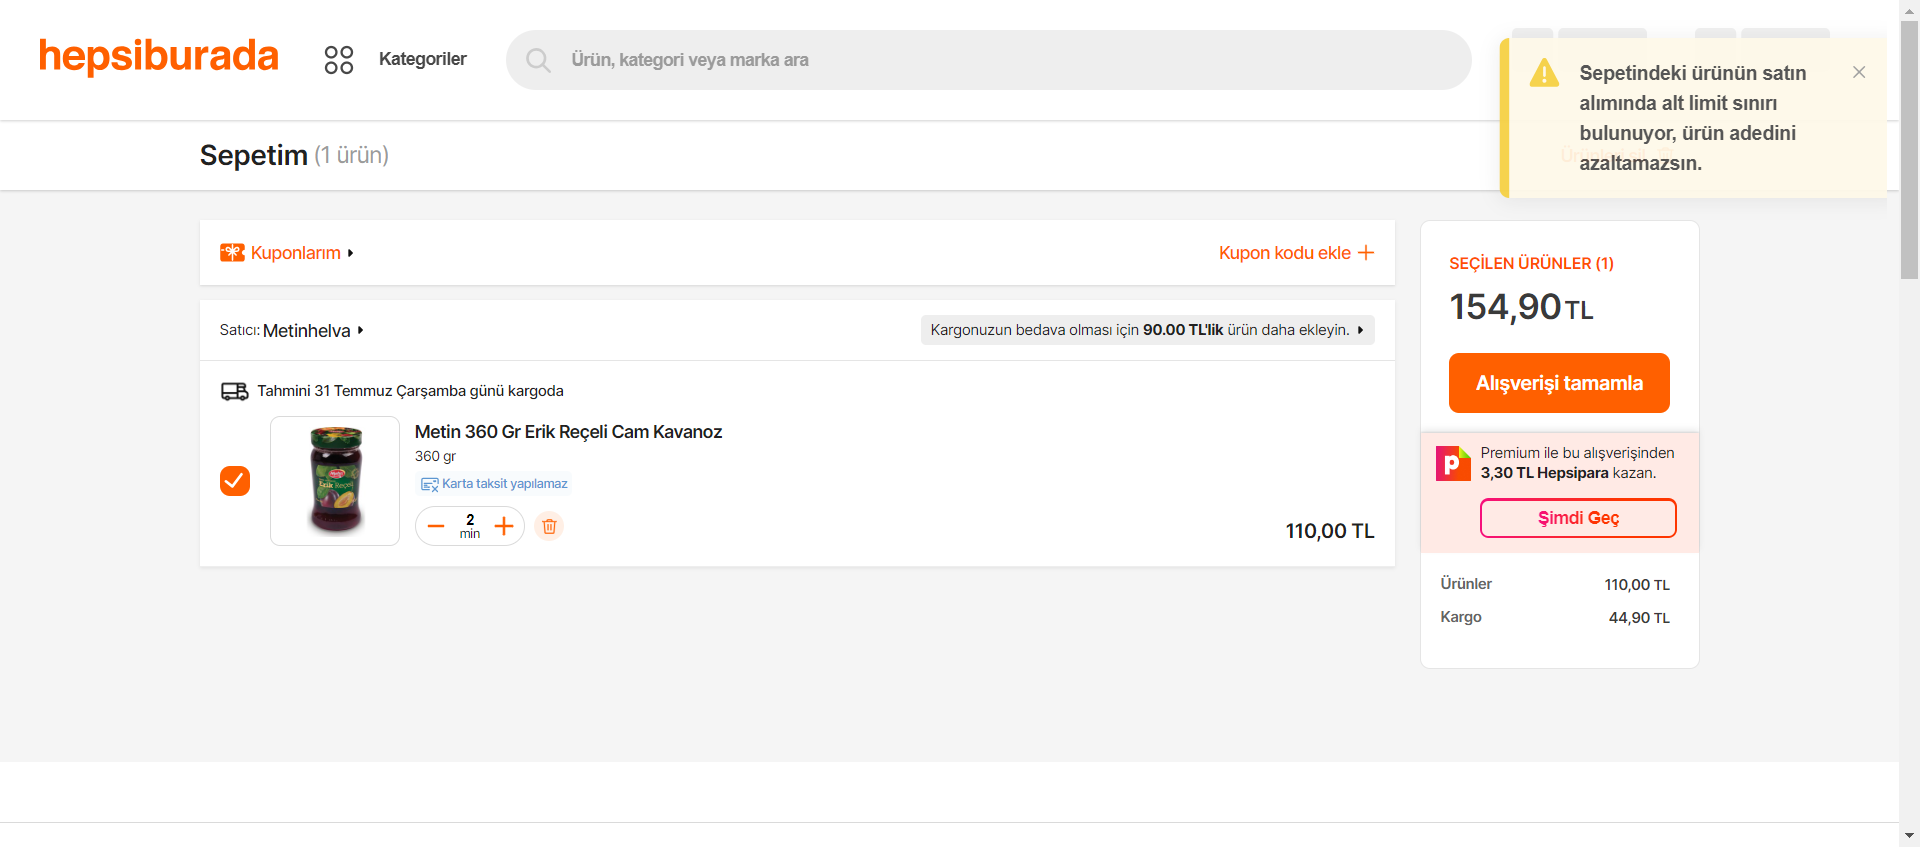 hepsiburada
Kategoriler
Ürün, kategori veya marka ara
Sepetindeki ürünün satın
alımında alt limit sınırı
bulunuyor, ürün adedini
azaltamazsın.
Sepetim (1 ürün)
Kuponlarım
Kupon kodu ekle
Satıcı: Metinhelva
Kargonuzun bedava olması için 90.00 TL'lik ürün daha ekleyin.
Tahmini 31 Temmuz Çarşamba günü kargoda
Metin 360 Gr Erik Reçeli Cam Kavanoz
360 gr
Karta taksit yapılamaz
2
min
110,00 TL
Erik Reçeli
SEÇİLEN ÜRÜNLER (1)
154,90 TL
Alışverişi tamamla
p
Premium ile bu alışverişinden
3,30 TL Hepsipara kazan.
Şimdi Geç
Ürünler 110,00 TL
Kargo 44,90 TL